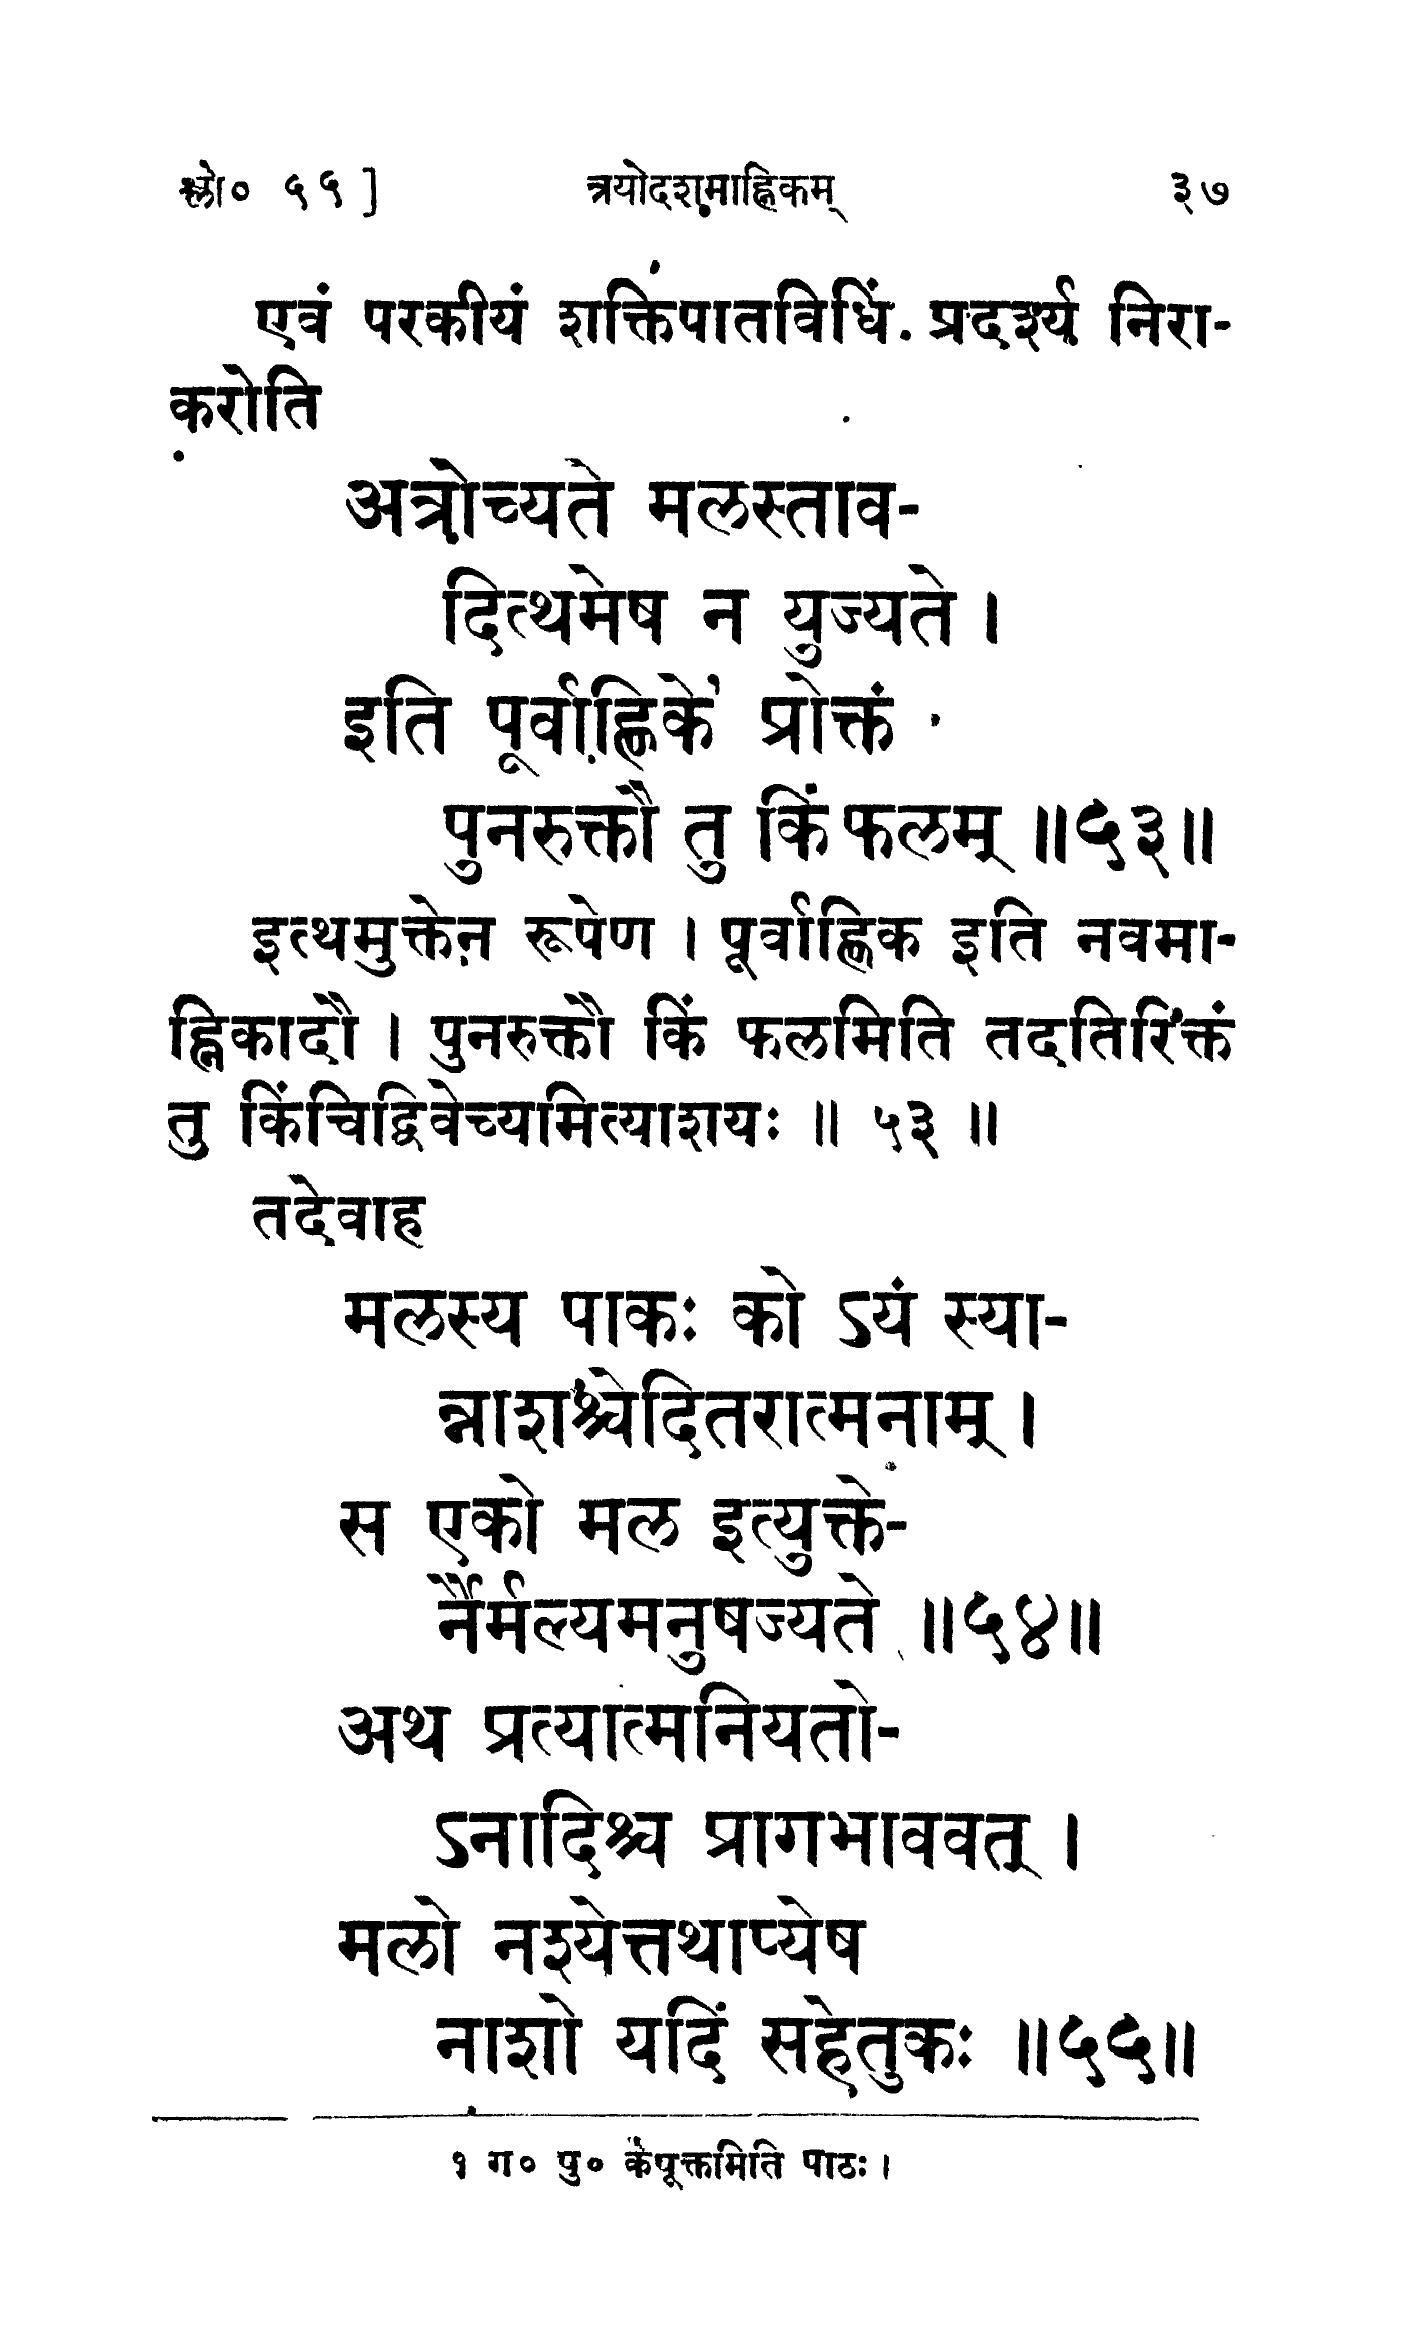 श्लो० ५५ ]
त्रयोदशमाह्निकम्
३७
एवं परकीयं शक्तिपातविधिं प्रदर्श्य निरा-
करोति
अत्रोच्यते मलस्ताव-
दित्थमेष न युज्यते ।
इति पूर्वाह्णिके' प्रोक्तं
पुनरुक्तौ तु किं फलम् ॥५३॥
इत्थमुक्तेन रूपेण । पूर्वाह्णिक इति नवमा-
ह्निकादौ । पुनरुक्तौ किं फलमिति तदतिरिक्तं
तु किंचिद्विवेच्यमित्याशयः ॥ ५३ ॥
तदेवाह
मलस्य पाकः को ऽयं स्या-
न्नाशश्चेदितरात्मनाम् ।
स एको मल इत्युक्ते-
र्नैर्मल्यमनुषज्यते ॥५४॥
अथ प्रत्यात्मनियतो-
ऽनादिश्च प्रागभाववत् ।
मलो नश्येत्तथाप्येष
नाशो यदि सहेतुकः ॥५५॥
१ ग० पु० केषूक्तमिति पाठः ।